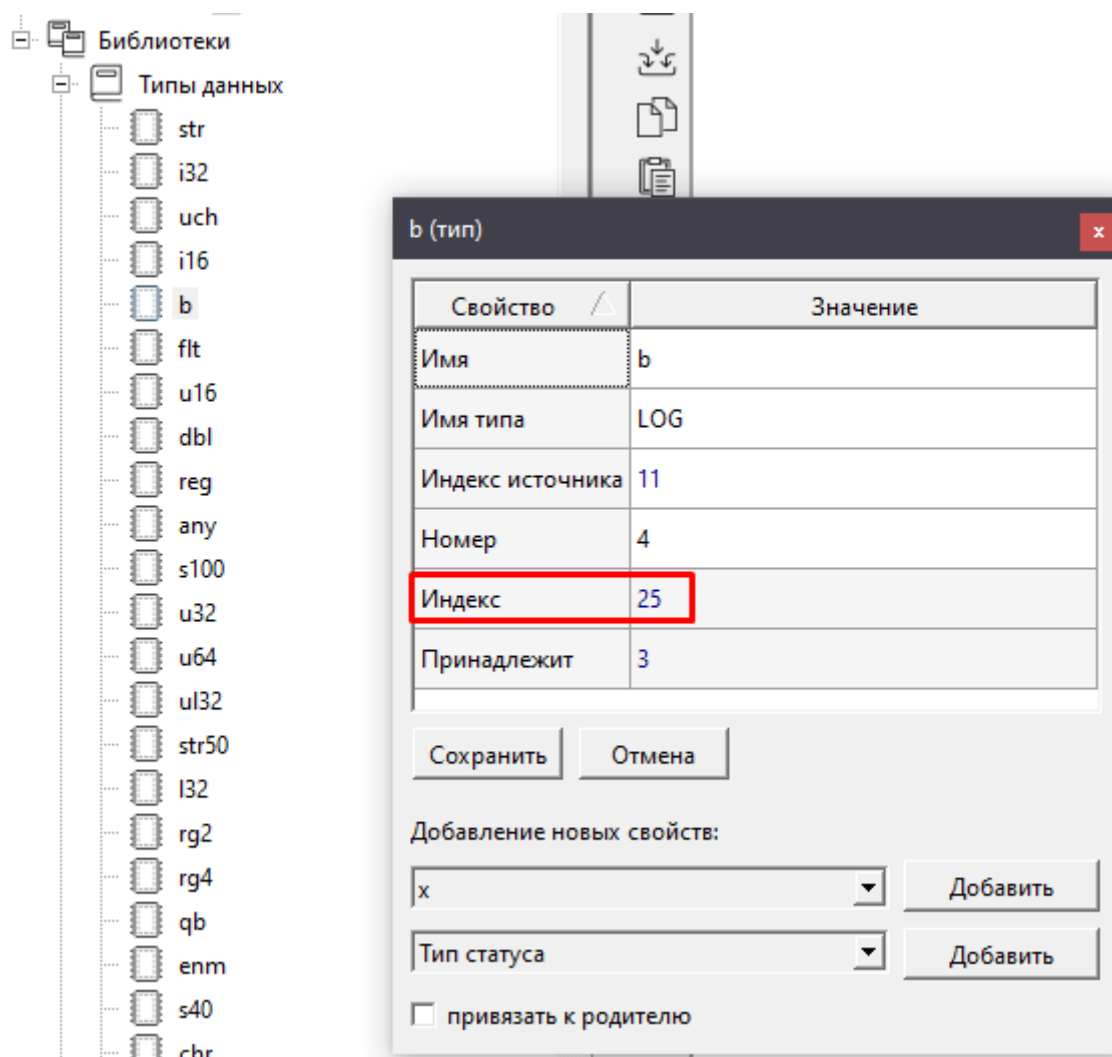 Библиотеки
Типы данных
str
i32
uch
i16
b
flt
u16
dbl
reg
any
s100
u32
u64
ul32
str50
l32
rg2
rg4
qb
enm
s40
chr
b (тип)
x
Свойство Значение
Имя b
Имя типа LOG
Индекс источника 11
Номер 4
Индекс 25
Принадлежит 3
Сохранить Отмена
Добавление новых свойств:
x Добавить
Тип статуса Добавить
привязать к родителю